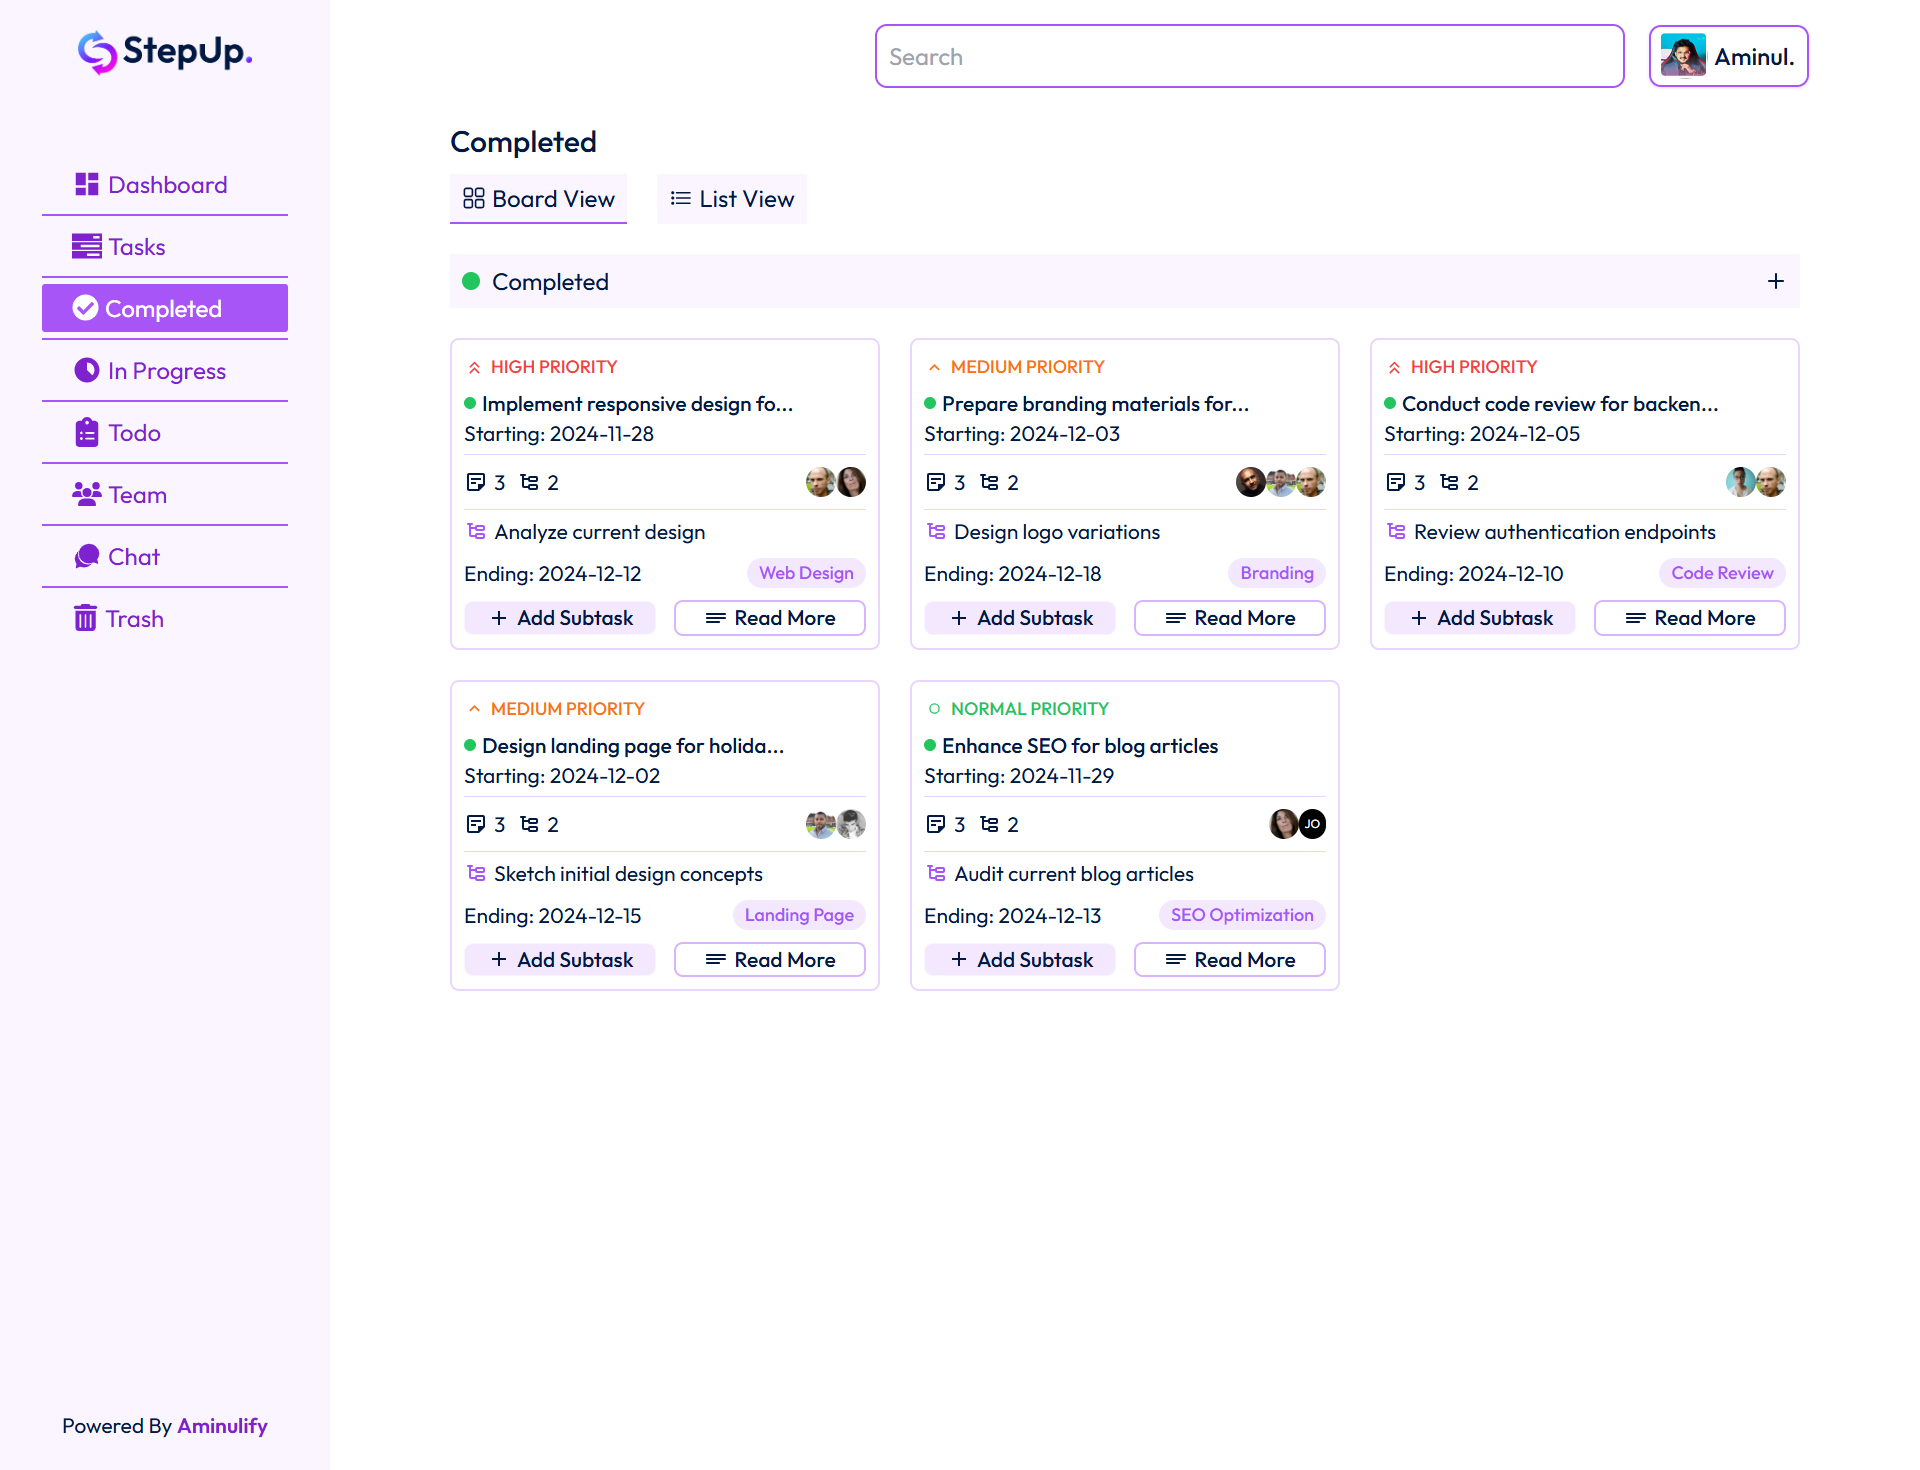 StepUp.
Search
Aminul.
Dashboard
Tasks
Completed
In Progress
Todo
Team
Chat
Trash
Powered By Aminulify
Completed
Board View
List View
Completed
HIGH PRIORITY
Implement responsive design fo...
Starting: 2024-11-28
3 2
Analyze current design
Ending: 2024-12-12 Web Design
Add Subtask Read More
MEDIUM PRIORITY
Prepare branding materials for...
Starting: 2024-12-03
3 2
Design logo variations
Ending: 2024-12-18 Branding
Add Subtask Read More
HIGH PRIORITY
Conduct code review for backen...
Starting: 2024-12-05
3 2
Review authentication endpoints
Ending: 2024-12-10 Code Review
Add Subtask Read More
MEDIUM PRIORITY
Design landing page for holida...
Starting: 2024-12-02
3 2
Sketch initial design concepts
Ending: 2024-12-15 Landing Page
Add Subtask Read More
NORMAL PRIORITY
Enhance SEO for blog articles
Starting: 2024-11-29
3 2 JO
Audit current blog articles
Ending: 2024-12-13 SEO Optimization
Add Subtask Read More